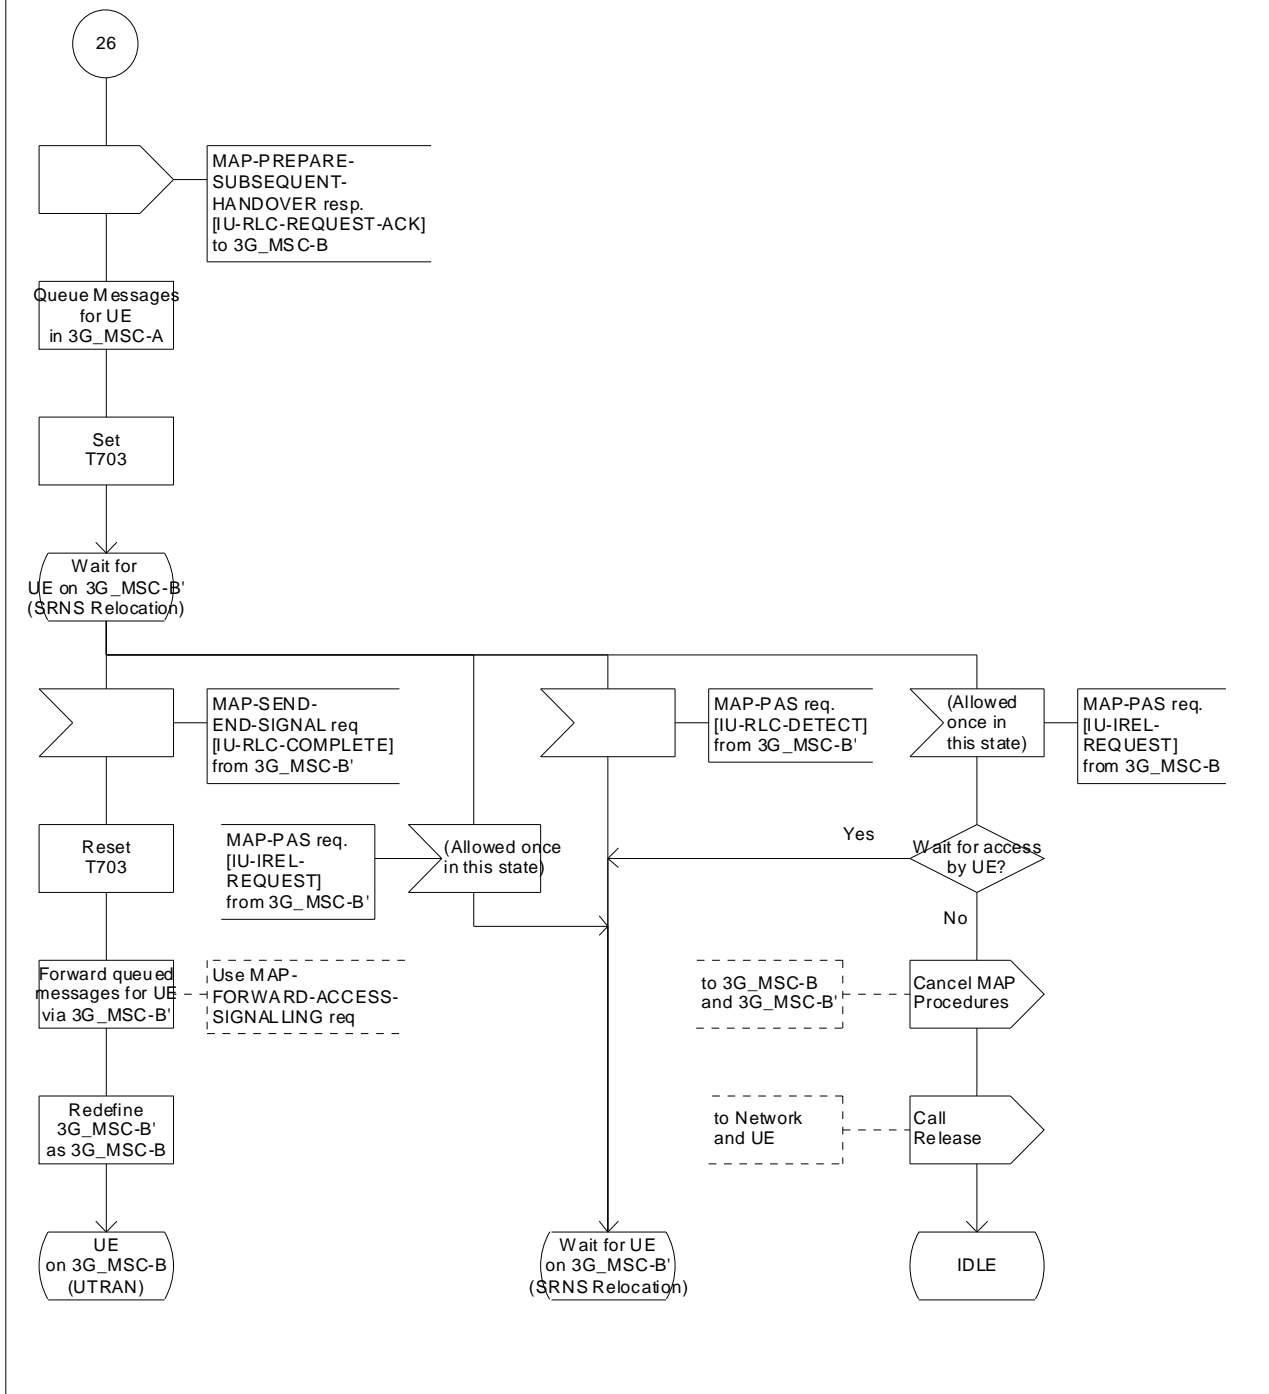 26
MAP-PREPARE-
SUBSEQUENT-
HANDOVER resp.
[IU-RLC-REQUEST-ACK]
to 3G_MSC-B
Queue Messages
for UE
in 3G_MSC-A
Set
T703
Wait for
UE on 3G_MSC-B'
(SRNS Relocation)
MAP-SEND-
END-SIGNAL req
[IU-RLC-COMPLETE]
from 3G_MSC-B'
MAP-PAS req.
[IU-RLC-DETECT]
from 3G_MSC-B'
(Allowed
once in
this state)
MAP-PAS req.
[IU-IREL-
REQUEST]
from 3G_MSC-B
Reset
T703
MAP-PAS req.
[IU-IREL-
REQUEST]
from 3G_MSC-B'
(Allowed once
in this state)
Yes
Wait for access
by UE?
No
Forward queued
messages for UE
via 3G_MSC-B'
Use MAP-
FORWARD-ACCESS-
SIGNALLING req
to 3G_MSC-B
and 3G_MSC-B'
Cancel MAP
Procedures
Redefine
3G_MSC-B'
as 3G_MSC-B
to Network
and UE
Call
Release
UE
on 3G_MSC-B
(UTRAN)
Wait for UE
on 3G_MSC-B'
(SRNS Relocation)
IDLE